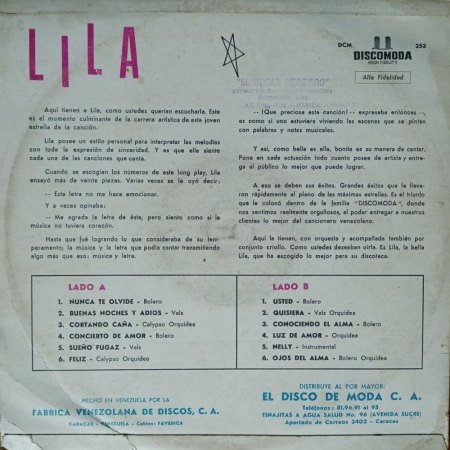 LILA
DCM 253
DISCOMODA
HIGH FIDELITY
Alta Fidelidad
"EL HOGAR MERIDEÑO"
Aquí tienen a Lila, como ustedes querían escucharla. Este
es el momento culminante de la carrera artística de esta joven
estrella de la canción.
Lila posee un estilo personal para interpretar las melodías
con toda la expresión de sinceridad. Y es que ella siente
cada una de las canciones que canta.
Cuando se escogían los números de este long play, Lila
ensayó más de veinte piezas. Varias veces se le oyó decir:
-- Esta letra no me hace emocionar.
Y a veces opinaba:
-- Me agrada la letra de ésta, pero siento como si le música
no tuviera corazón.
Hasta que fué logrando lo que consideraba de su tem-
peramento; la música y la letra que podía cantar transmitiendo
algo más que eso: música y letra.
-- ¡Que preciosa está canción! -- expresaba entonces --,
es como si uno estuviera viviendo las escenas que se pintan
con palabras y notas musicales.
Y así, como bella es ella, bonita es su manera de cantar.
Pone en cada actuación todo cuanto posee de artista y entre-
ga al público lo mejor que puede lograr.
A eso se deben sus éxitos. Grandes éxitos que la lleva-
ron rápidamente al plano de las máximas estrellas. Es el triunfo
que le colocó dentro de la familia "DISCOMODA", donde
nos sentimos realmente orgullosos, al poder entregar a nuestros
clientes lo mejor del cancionero venezolano.
Aquí la tienen, con orquesta y acompañada también por
conjunto criollo. Como ustedes deseaban oirla. Es Lila, la bella
Lila, que ha escogido lo mejor para su discoteca.
LADO A
1. NUNCA TE OLVIDE - Bolero
2. BUENAS NOCHES Y ADIOS - Vals
3. CORTANDO CAÑA - Calypso Orquídea
4. CONCIERTO DE AMOR - Bolero
5. SUEÑO FUGAZ - Vals
6. FELIZ - Calypso Orquídea
LADO B
1. USTED - Bolero
2. QUISIERA - Vals Orquídea
3. CONOCIENDO EL ALMA - Bolero
4. LUZ DE AMOR - Orquídea
5. NELLY - Instrumental
6. OJOS DEL ALMA - Bolero Orquídea
HECHO EN VENEZUELA POR LA
FABRICA VENEZOLANA DE DISCOS, C. A.
CARACAS - VENEZUELA - Cables: FAVEDICA
DISTRIBUYE AL POR MAYOR:
EL DISCO DE MODA C. A.
Teléfonos: 81.96.91 al 95
TINAJITAS A AGUA SALUD No. 96 (AVENIDA SUCRE)
Apartado de Correos 3402 - Caracas